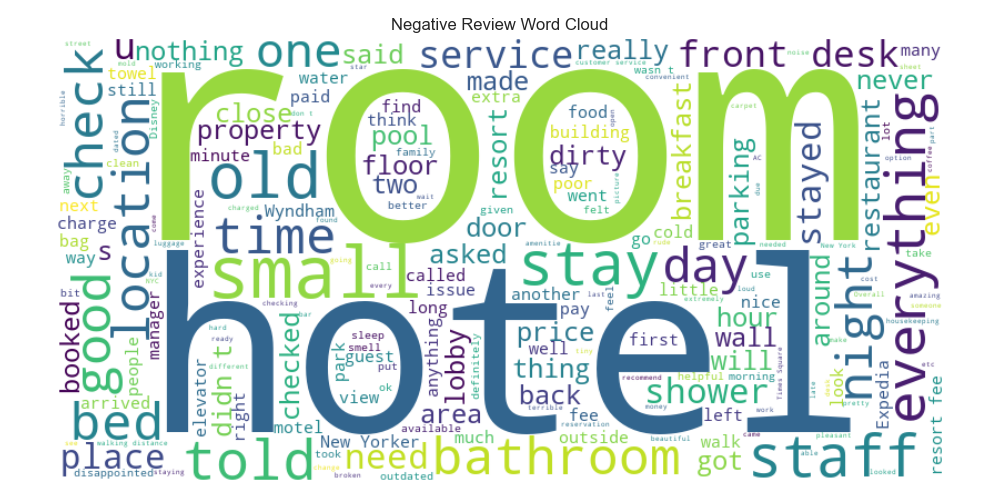 Negative Review Word Cloud
room
hotel
small
old
time
location
check
good
bed
place
told
need
bathroom
staff
night
everything
stay
day
one
service
front desk
u
nothing
said
really
many
never
made
towel
still
working
street
mold
horrible
dated
clean
away
next
charge
bag
way
s
bit
kid
NYC
booked
people
manager
arrived
disappointed
staying
walking distance
come
Disney
luggage
experience
water
paid
star
customer service
wasn t
noise
sheet
convenient
extra
close
property
minute
bad
don t
find
think
pool
family
floor
two
better
wait
Wyndham
charged
found
given
resort
food
open
building
dirty
say
poor
went
felt
picture
door
breakfast
cold
parking
carpet
AC
due
stayed
restaurant
lot
option
coffee
part
even
take
asked
go
amenitie
rude
great
needed
New York
called
issue
long
call
going
every
checking
bar
another
last
feel
pay
price
well
thing
back
little
loud
extremely
use
nice
hour
first
wall
will
around
cost
Overall
amazing
someone
housekeeping
make
look
pretty
late
Expedia
resort fee
etc
looked
able
pleasant
Times Square
tiny
recommend
helpful
morning
shower
left
work
money
fee
reservation
terrible
definitely
anything
lobby
area
available
much
outside
beautiful
walk
came
got
sleep
smell
put
park
guest
ok
view
checked
didn t
right
elevator
hard
ready
different
motel
New Yorker
took
change
broken
outdated